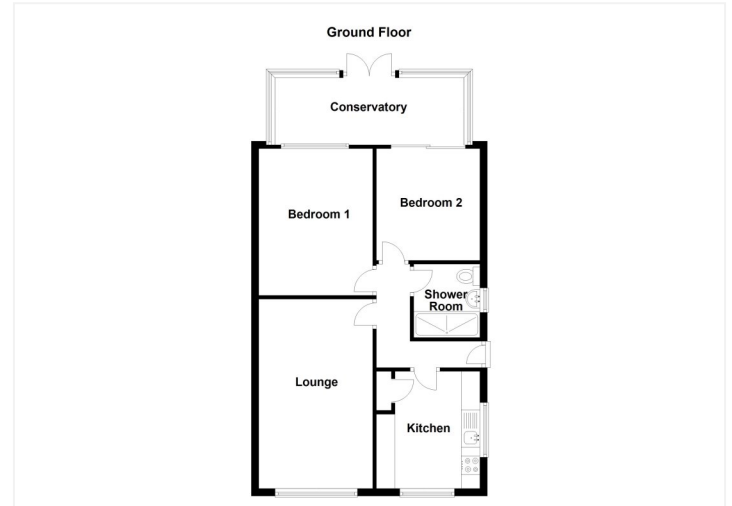 Ground Floor
Conservatory
Bedroom 1
Bedroom 2
Shower
Room
Lounge
Kitchen